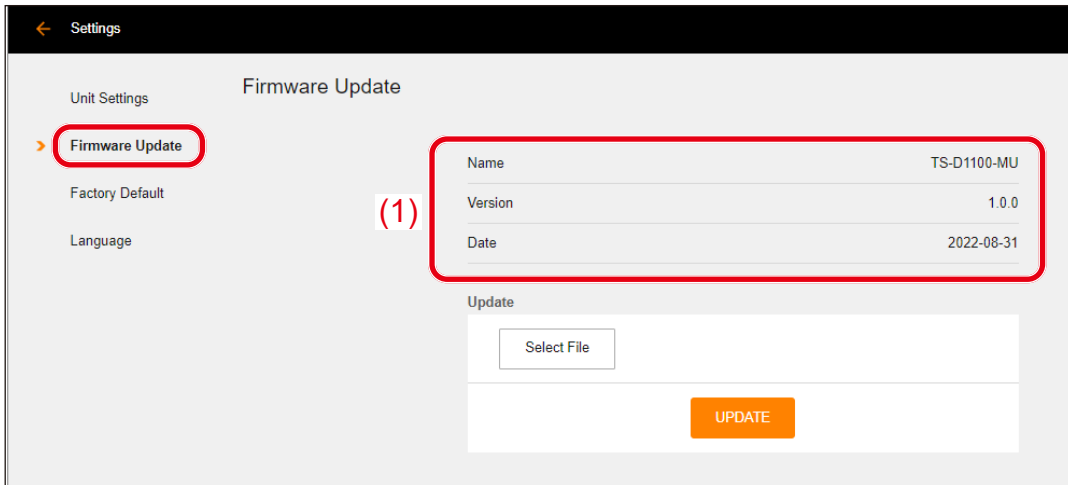 Settings
Unit Settings
Firmware Update
Firmware Update
Factory Default
Language
(1)
Name TS-D1100-MU
Version 1.0.0
Date 2022-08-31
Update
Select File
UPDATE